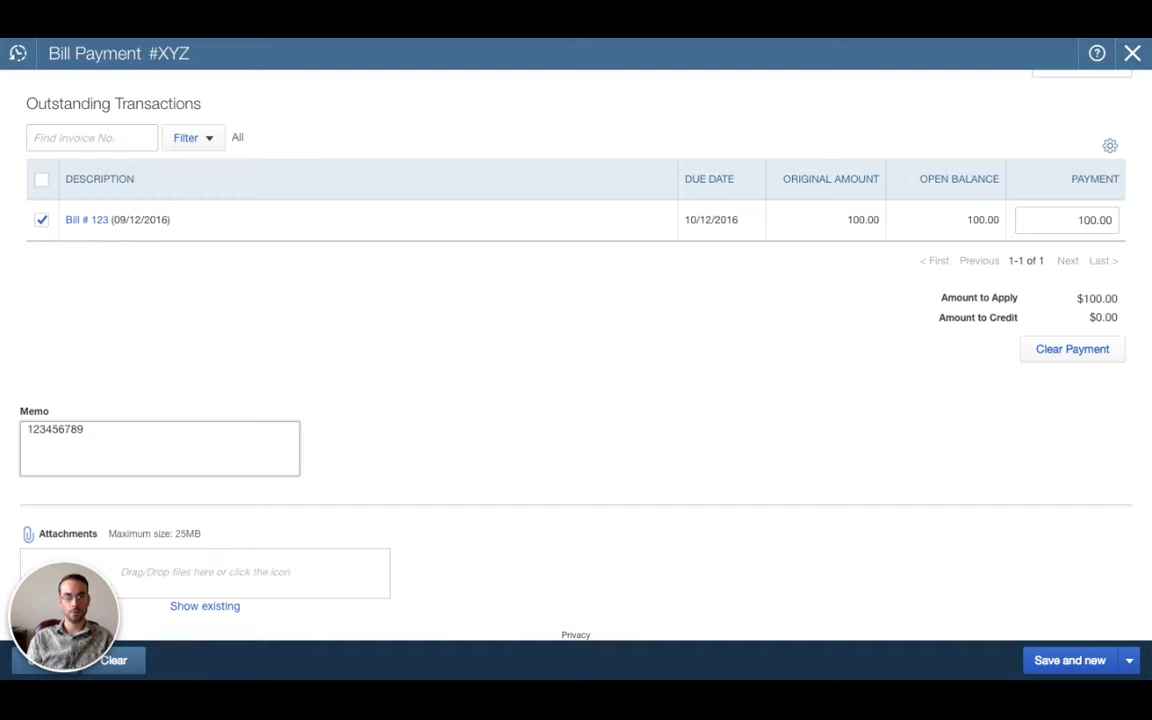 Bill Payment #XYZ
Outstanding Transactions
Find Invoice No. Filter All
DESCRIPTION DUE DATE ORIGINAL AMOUNT OPEN BALANCE PAYMENT
Bill # 123 (09/12/2016) 10/12/2016 100.00 100.00 100.00
< First Previous 1-1 of 1 Next Last >
Amount to Apply $100.00
Amount to Credit $0.00
Clear Payment
Memo
123456789
Attachments Maximum size: 25MB
Drag/Drop files here or click the icon
Show existing
Privacy
Clear Save and new